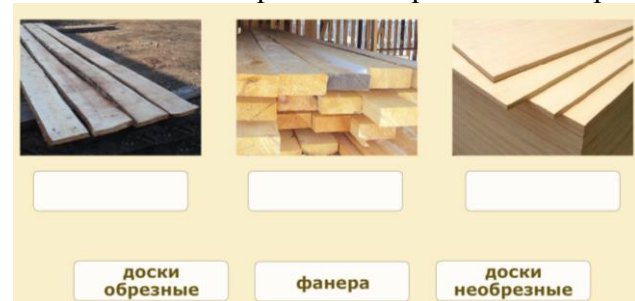 доски
обрезные
фанера
доски
необрезные